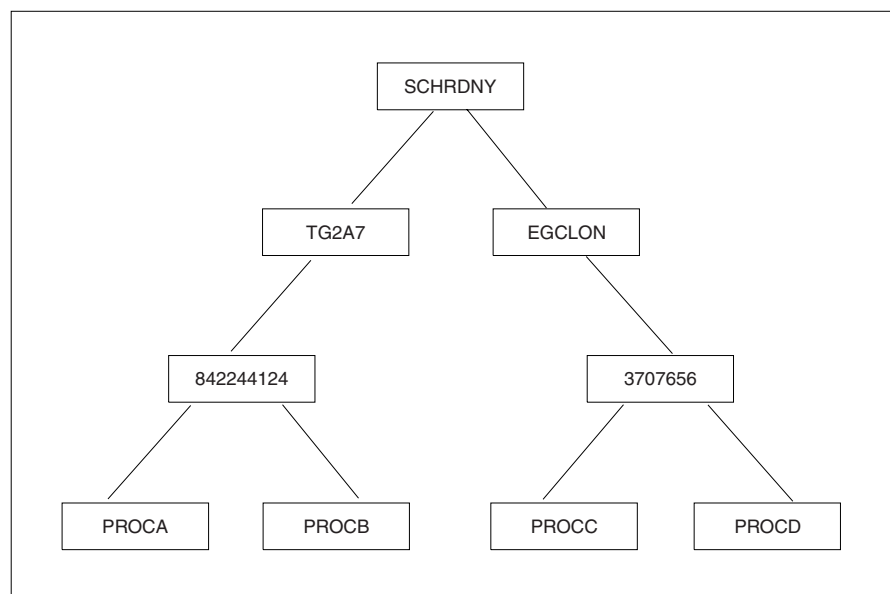 SCHRDNY
TG2A7
EGCLON
842244124
3707656
PROCA
PROCB
PROCC
PROCD